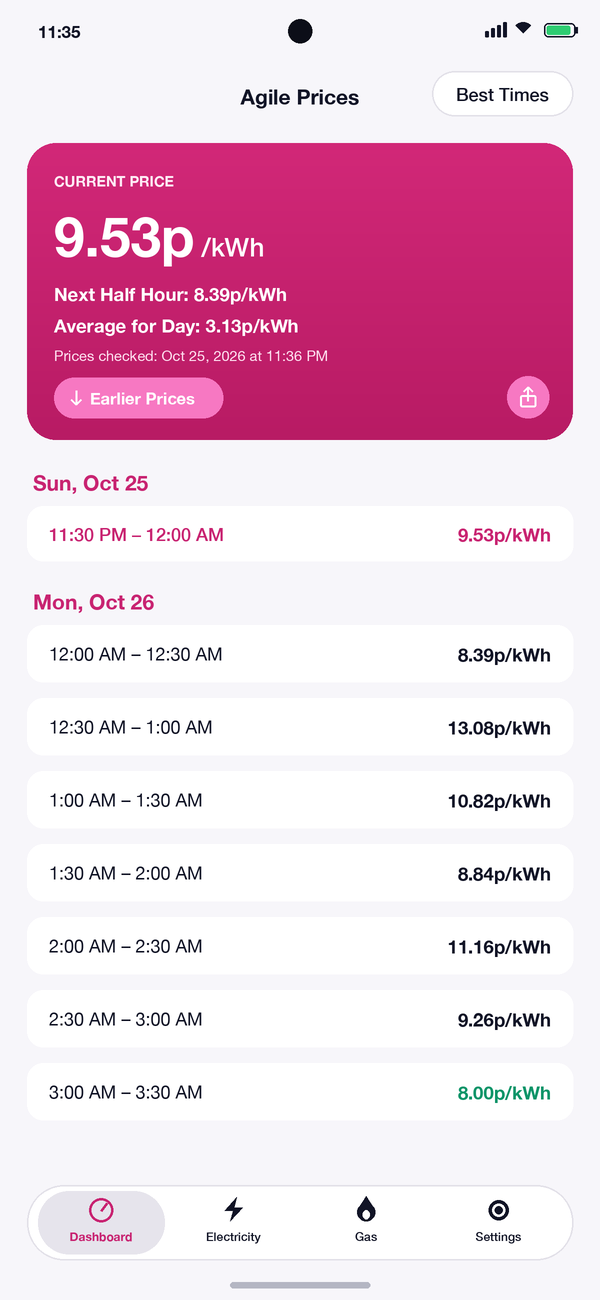 11:35
Agile Prices
Best Times
CURRENT PRICE
9.53p /kWh
Next Half Hour: 8.39p/kWh
Average for Day: 3.13p/kWh
Prices checked: Oct 25, 2026 at 11:36 PM
↓ Earlier Prices
Sun, Oct 25
11:30 PM – 12:00 AM 9.53p/kWh
Mon, Oct 26
12:00 AM – 12:30 AM 8.39p/kWh
12:30 AM – 1:00 AM 13.08p/kWh
1:00 AM – 1:30 AM 10.82p/kWh
1:30 AM – 2:00 AM 8.84p/kWh
2:00 AM – 2:30 AM 11.16p/kWh
2:30 AM – 3:00 AM 9.26p/kWh
3:00 AM – 3:30 AM 8.00p/kWh
Dashboard
Electricity
Gas
Settings